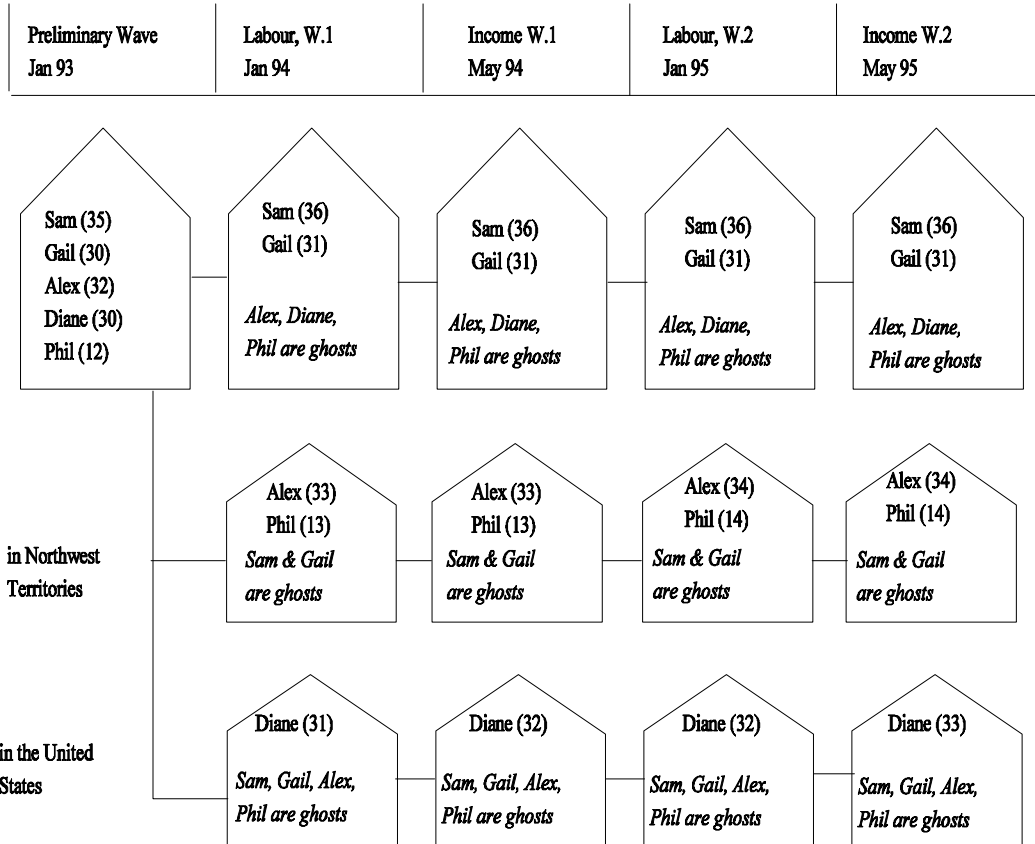 Preliminary Wave
Jan 93
Labour, W.1
Jan 94
Income W.1
May 94
Labour, W.2
Jan 95
Income W.2
May 95
Sam (35)
Gail (30)
Alex (32)
Diane (30)
Phil (12)
Sam (36)
Gail (31)
Alex, Diane,
Phil are ghosts
Sam (36)
Gail (31)
Alex, Diane,
Phil are ghosts
Sam (36)
Gail (31)
Alex, Diane,
Phil are ghosts
Sam (36)
Gail (31)
Alex, Diane,
Phil are ghosts
in Northwest
Territories
Alex (33)
Phil (13)
Sam & Gail
are ghosts
Alex (33)
Phil (13)
Sam & Gail
are ghosts
Alex (34)
Phil (14)
Sam & Gail
are ghosts
Alex (34)
Phil (14)
Sam & Gail
are ghosts
in the United
States
Diane (31)
Sam, Gail, Alex,
Phil are ghosts
Diane (32)
Sam, Gail, Alex,
Phil are ghosts
Diane (32)
Sam, Gail, Alex,
Phil are ghosts
Diane (33)
Sam, Gail, Alex,
Phil are ghosts